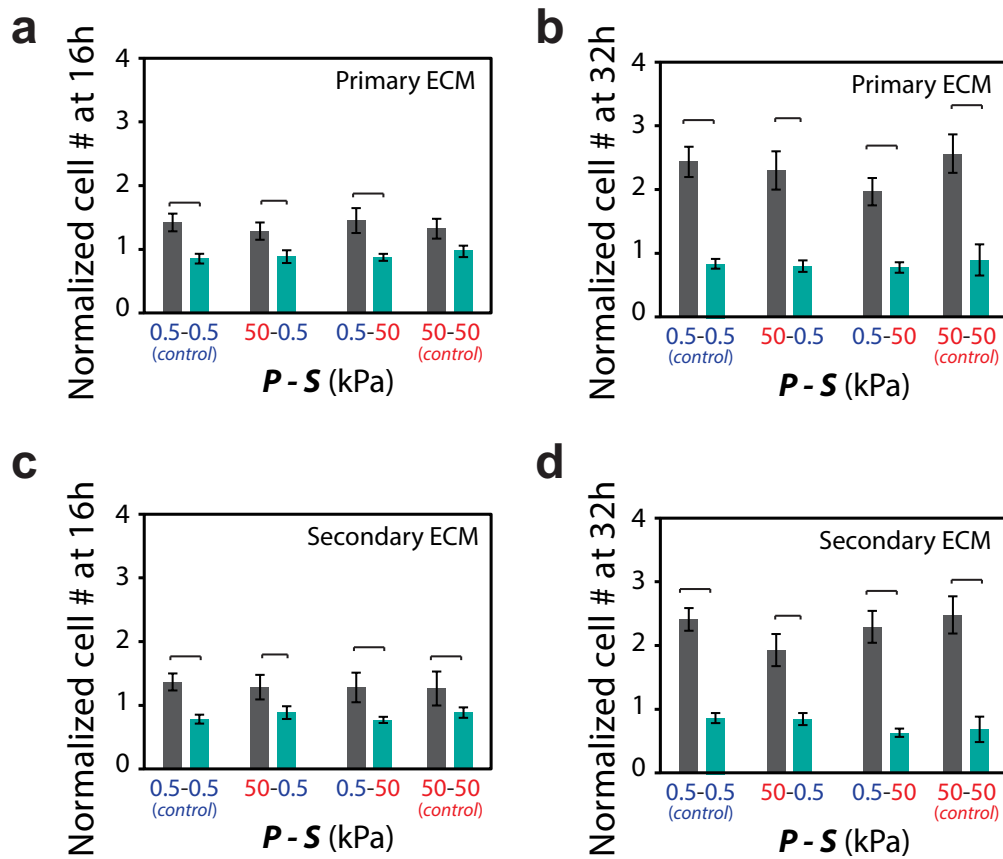 a
Normalized cell # at 16h
4
3
2
1
0
Primary ECM
0.5-0.5
(control)
50-0.5
0.5-50
50-50
(control)
P - S (kPa)
b
Normalized cell # at 32h
4
3
2
1
0
Primary ECM
0.5-0.5
(control)
50-0.5
0.5-50
50-50
(control)
P - S (kPa)
c
Normalized cell # at 16h
4
3
2
1
0
Secondary ECM
0.5-0.5
(control)
50-0.5
0.5-50
50-50
(control)
P - S (kPa)
d
Normalized cell # at 32h
4
3
2
1
0
Secondary ECM
0.5-0.5
(control)
50-0.5
0.5-50
50-50
(control)
P - S (kPa)